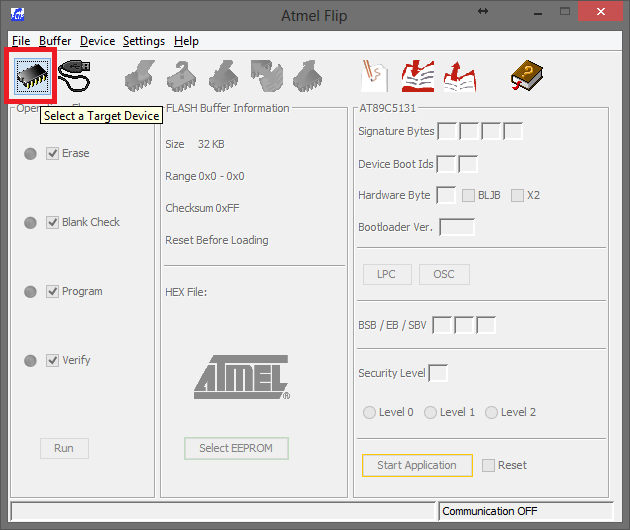 Atmel Flip
File Buffer Device Settings Help
Select a Target Device
FLASH Buffer Information
AT89C5131
Erase
Blank Check
Program
Verify
Run
Size 32 KB
Range 0x0 - 0x0
Checksum 0xFF
Reset Before Loading
HEX File:
ATMEL ®
Select EEPROM
Signature Bytes
Device Boot Ids
Hardware Byte BLJB X2
Bootloader Ver.
LPC OSC
BSB / EB / SBV
Security Level
Level 0 Level 1 Level 2
Start Application Reset
Communication OFF